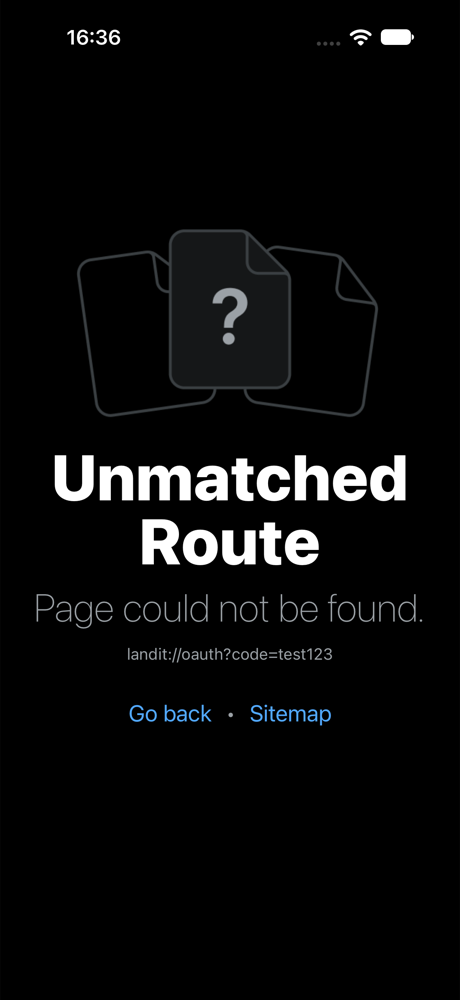 16:36
?
Unmatched
Route
Page could not be found.
landit://oauth?code=test123
Go back • Sitemap